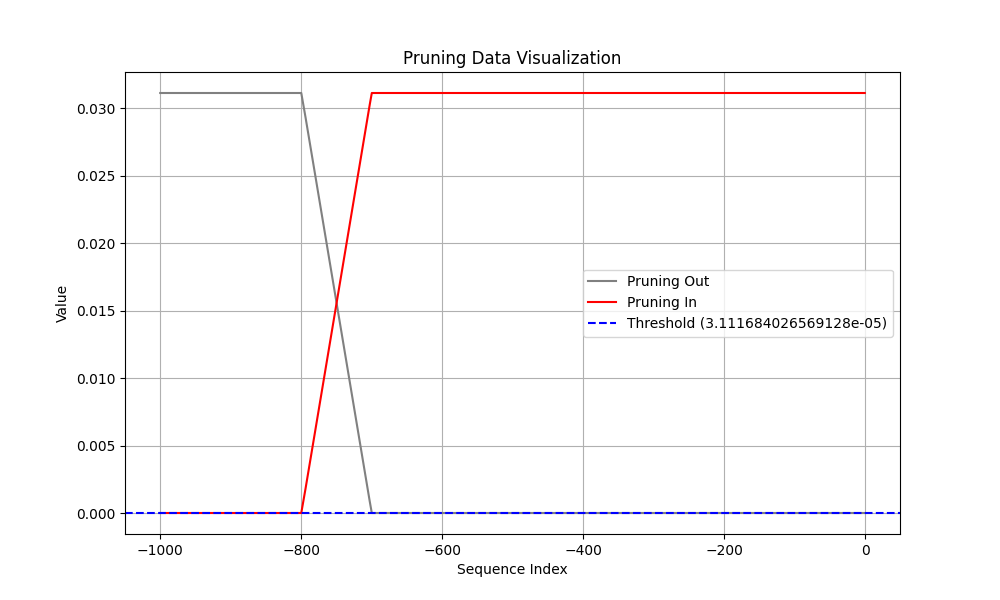 Pruning Data Visualization
0.030
0.025
0.020
0.015
0.010
0.005
0.000
Value
Pruning Out
Pruning In
Threshold (3.111684026569128e-05)
−1000
−800
−600
−400
−200
0
Sequence Index